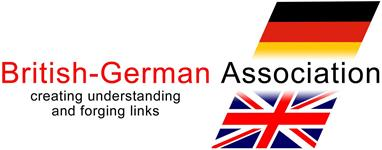 British-German Association
creating understanding
and forging links